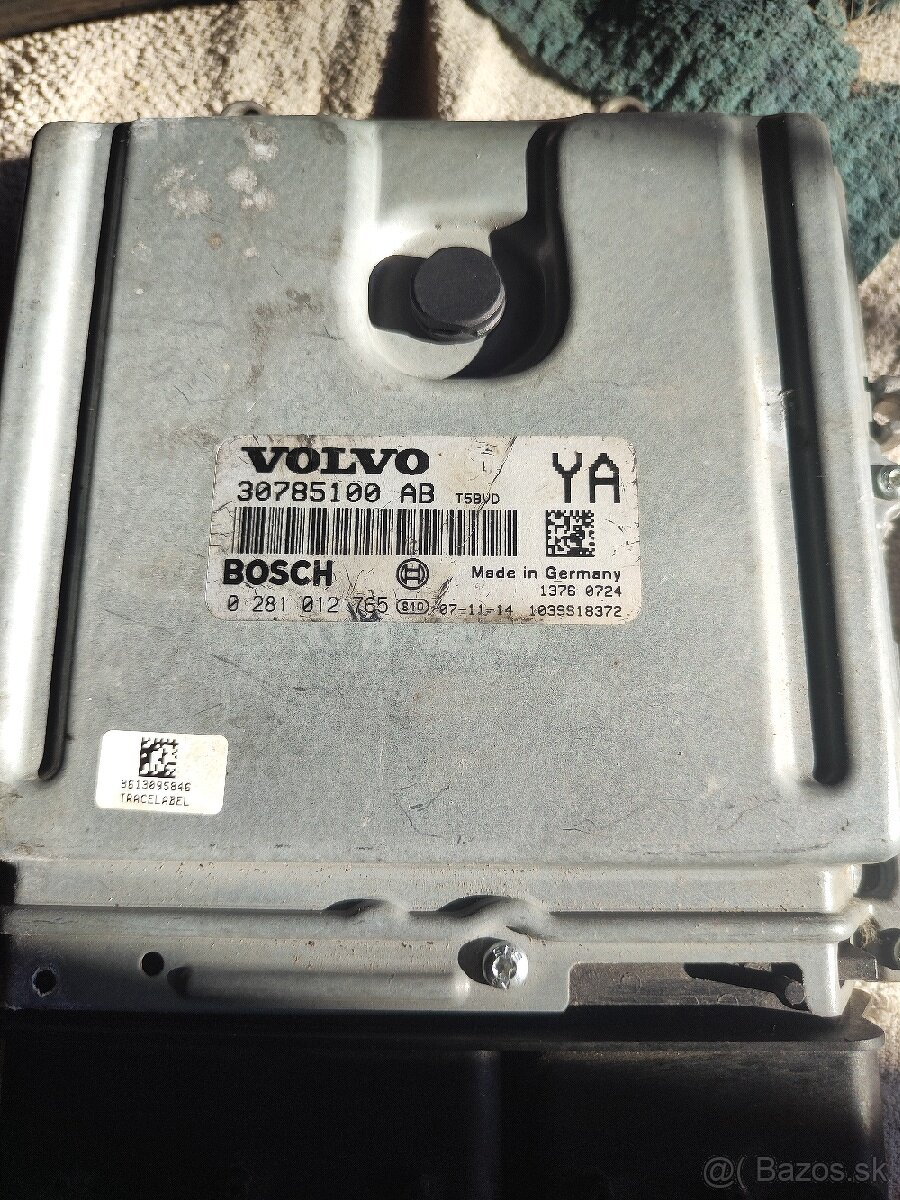 VOLVO
30785100 AB T5BVD
YA
BOSCH
Made in Germany
1376 0724
0 281 012 765 S10 07-11-14 1039S18372
TRACELABEL
@( Bazos.sk